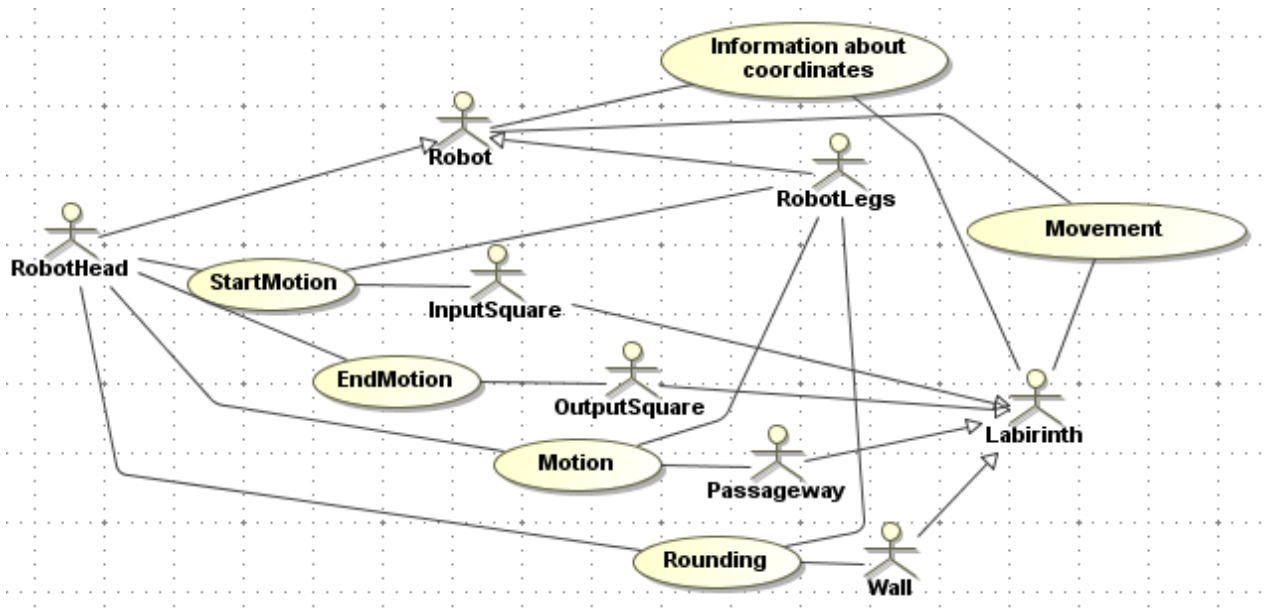 Information about
coordinates
Robot
RobotLegs
Movement
RobotHead
StartMotion
InputSquare
EndMotion
OutputSquare
Labirinth
Motion
Passageway
Rounding
Wall